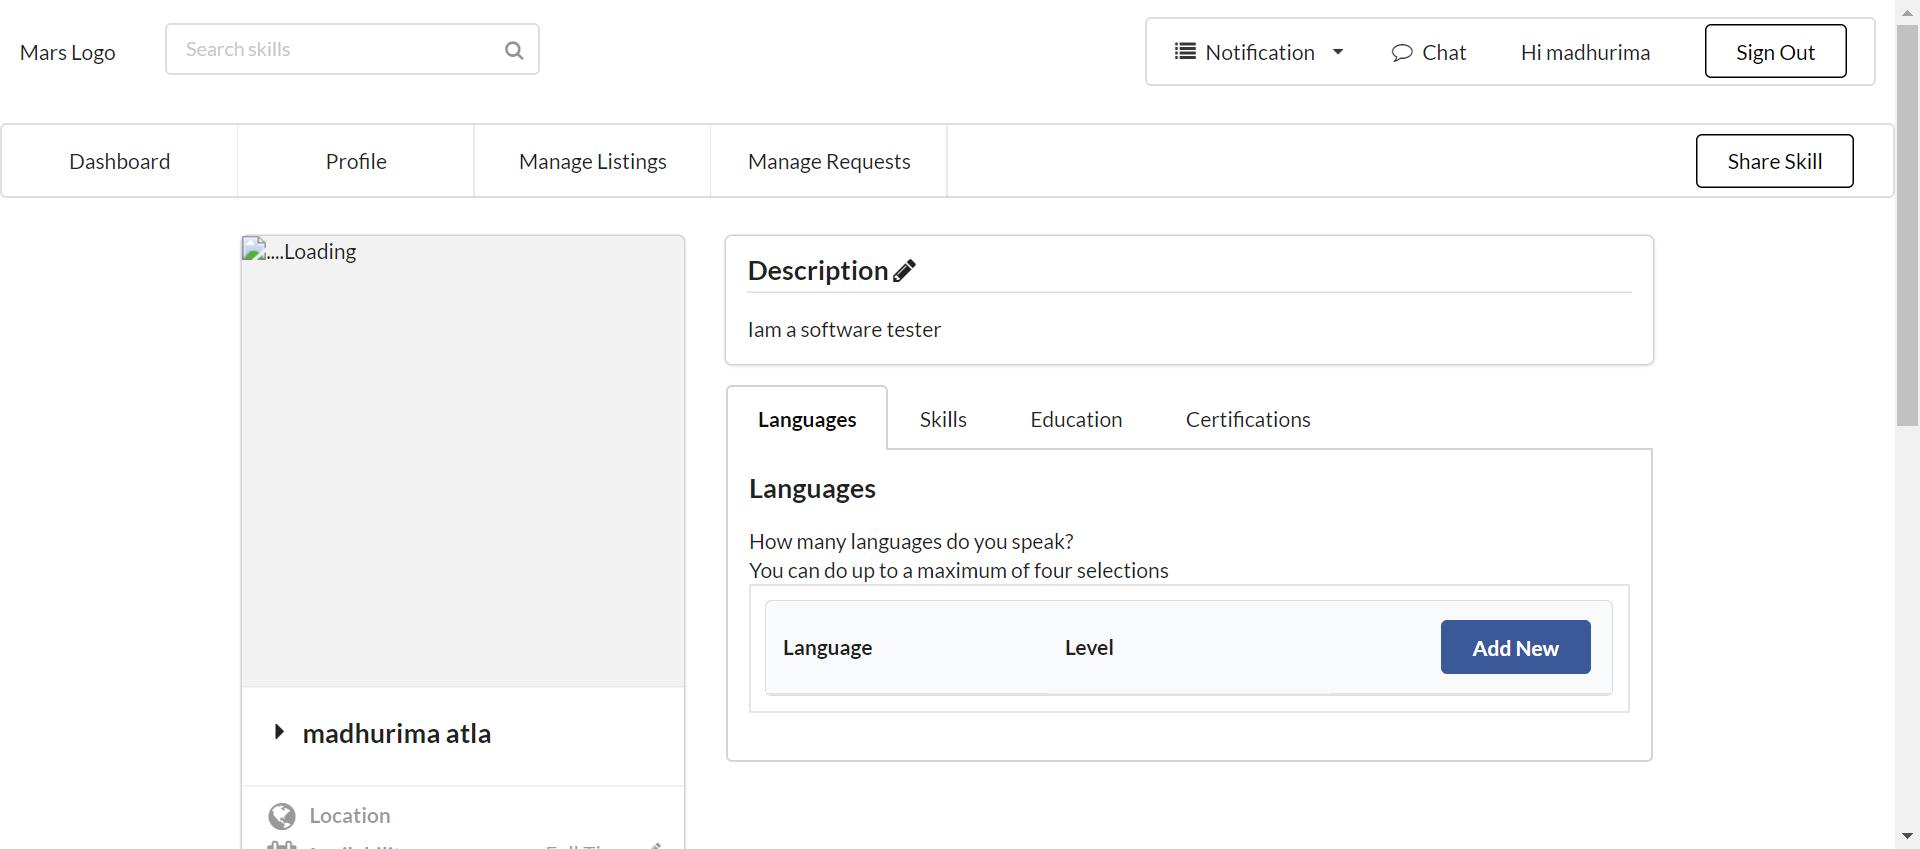 Mars Logo
Search skills
Notification
Chat
Hi madhurima
Sign Out
Dashboard
Profile
Manage Listings
Manage Requests
Share Skill
....Loading
madhurima atla
Location
Description
Iam a software tester
Languages
Skills
Education
Certifications
Languages
How many languages do you speak?
You can do up to a maximum of four selections
Language
Level
Add New